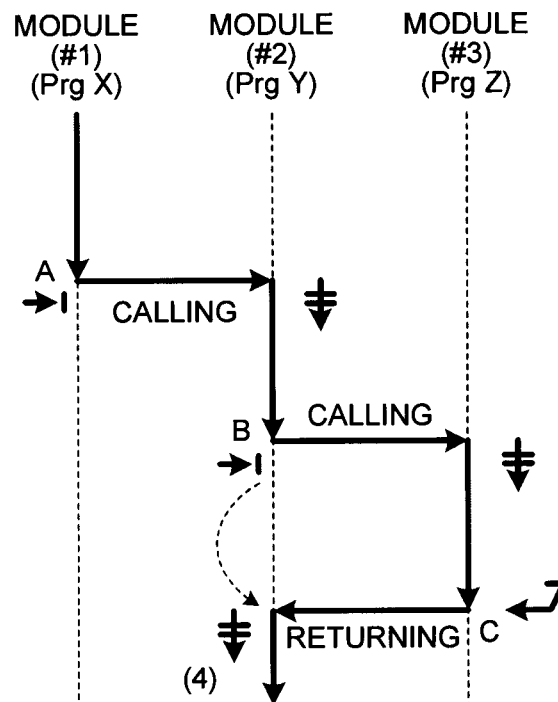 MODULE MODULE MODULE
(#1) (#2) (#3)
(Prg X) (Prg Y) (Prg Z)
A
CALLING
CALLING
B
RETURNING C
(4)